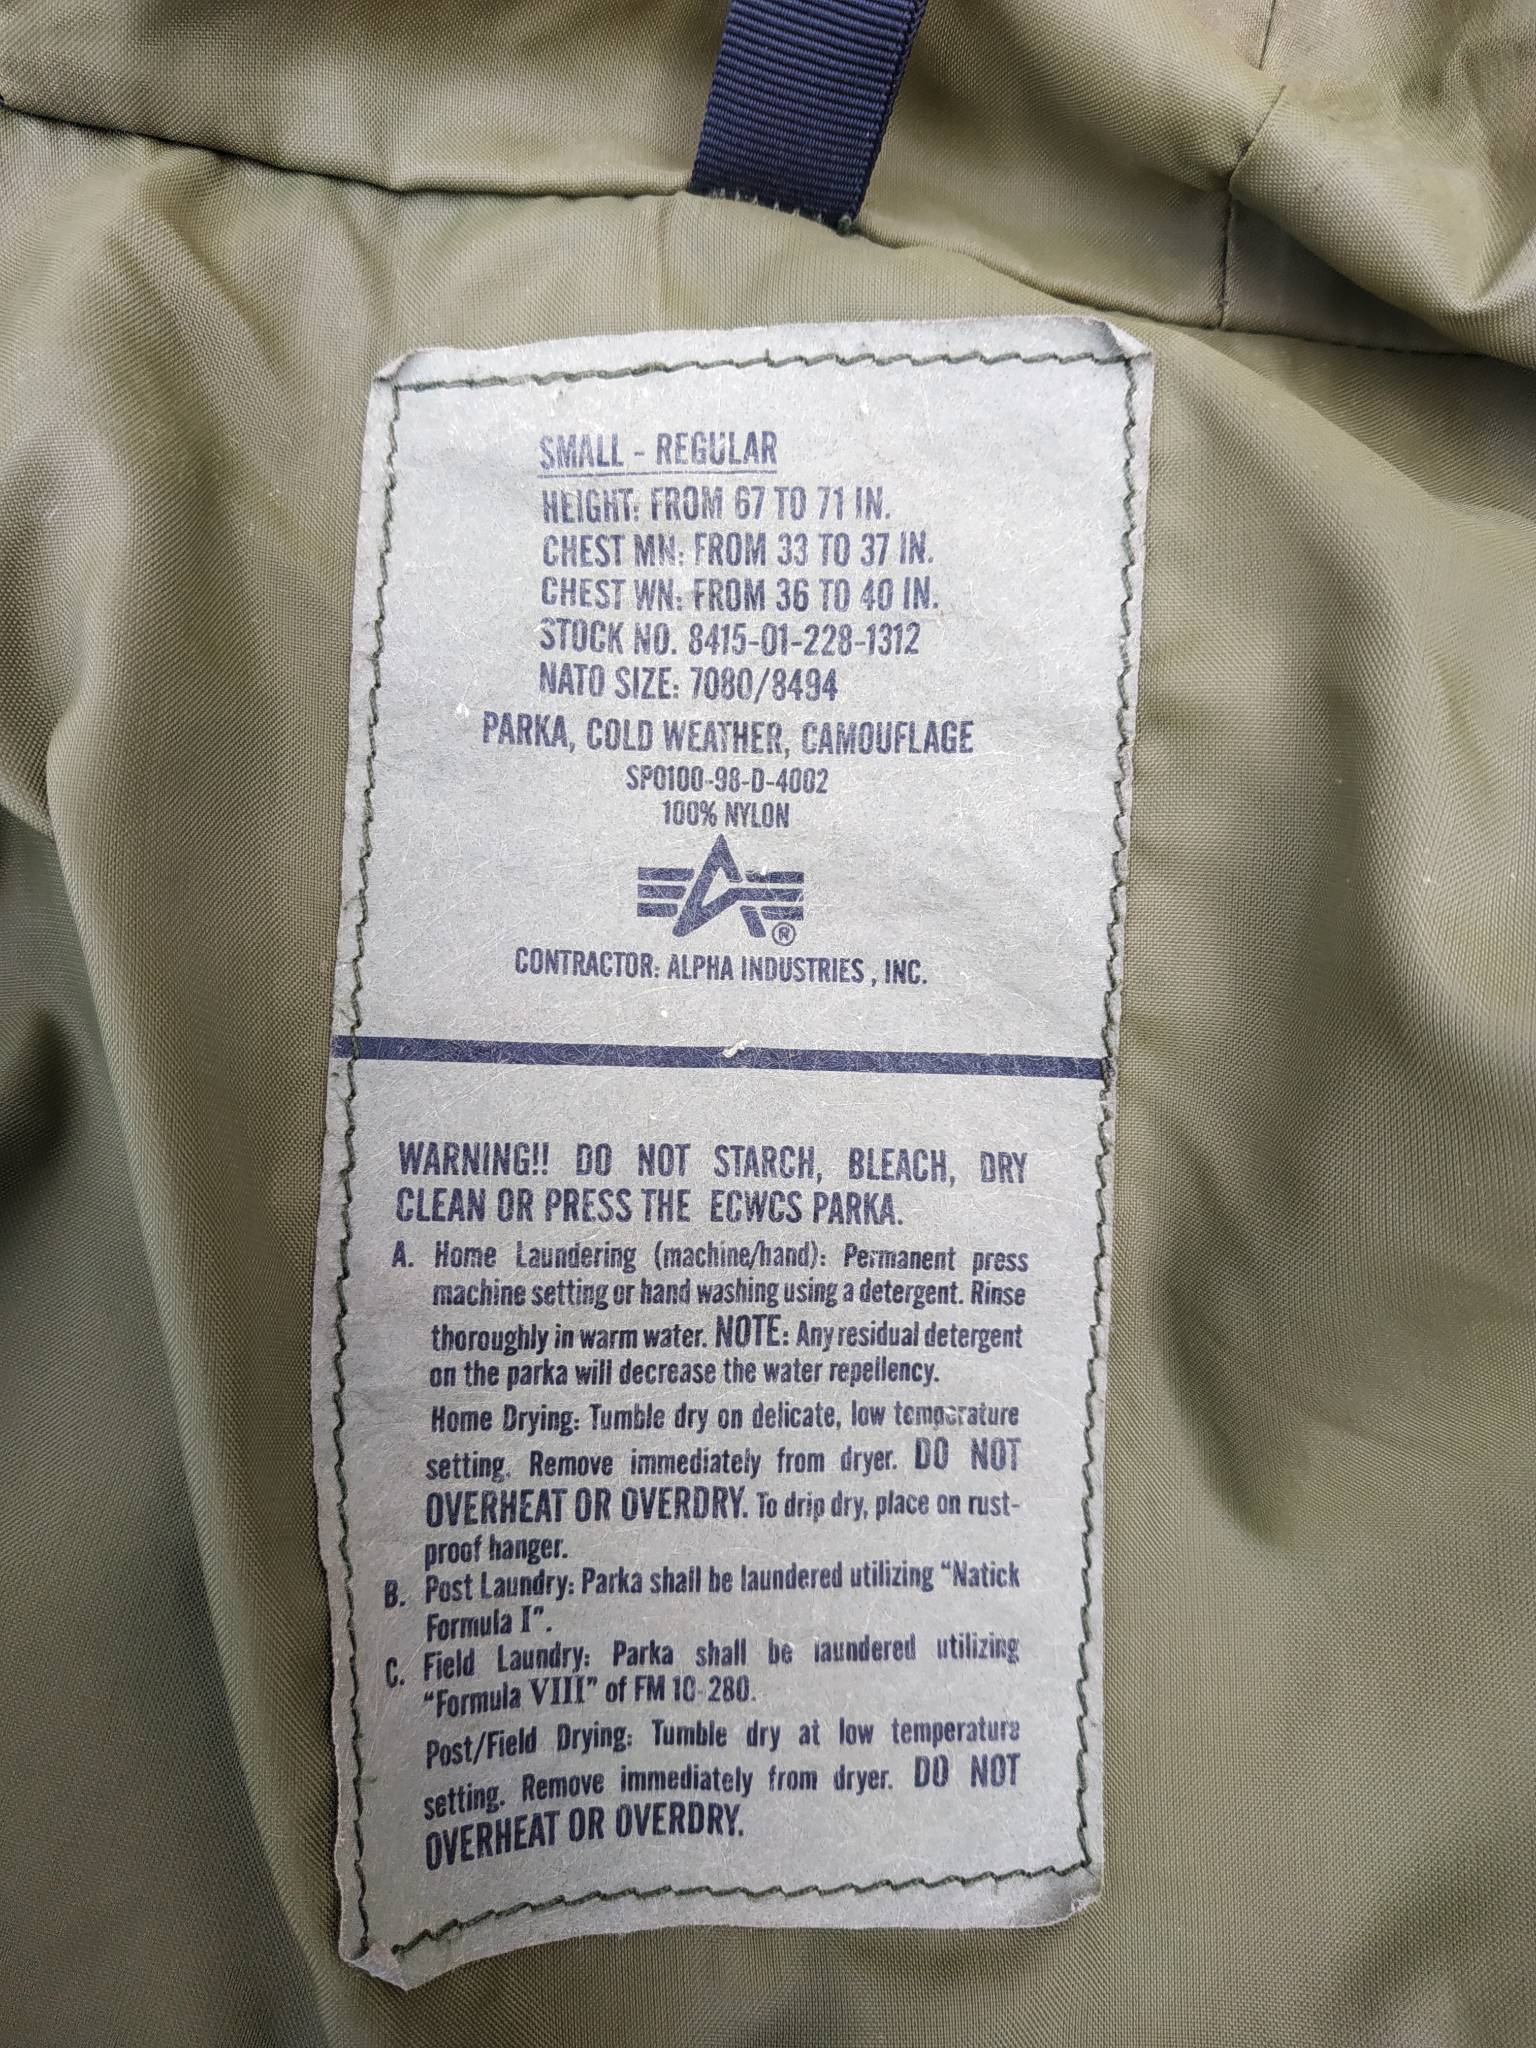 SMALL - REGULAR
HEIGHT: FROM 67 TO 71 IN.
CHEST MN: FROM 33 TO 37 IN.
CHEST WN: FROM 36 TO 40 IN.
STOCK NO. 8415-01-228-1312
NATO SIZE: 7080/8494
PARKA, COLD WEATHER, CAMOUFLAGE
SPO100-98-D-4002
100% NYLON
®
CONTRACTOR: ALPHA INDUSTRIES , INC.
WARNING!! DO NOT STARCH, BLEACH, DRY
CLEAN OR PRESS THE ECWCS PARKA.
A. Home Laundering (machine/hand): Permanent press
machine setting or hand washing using a detergent. Rinse
thoroughly in warm water. NOTE: Any residual detergent
on the parka will decrease the water repellency.
Home Drying: Tumble dry on delicate, low temperature
setting. Remove immediately from dryer. DO NOT
OVERHEAT OR OVERDRY. To drip dry, place on rust-
proof hanger.
B. Post Laundry: Parka shall be laundered utilizing "Natick
Formula I".
C. Field Laundry: Parka shall be laundered utilizing
"Formula VIII" of FM 10-280.
Post/Field Drying: Tumble dry at low temperature
setting. Remove immediately from dryer. DO NOT
OVERHEAT OR OVERDRY.